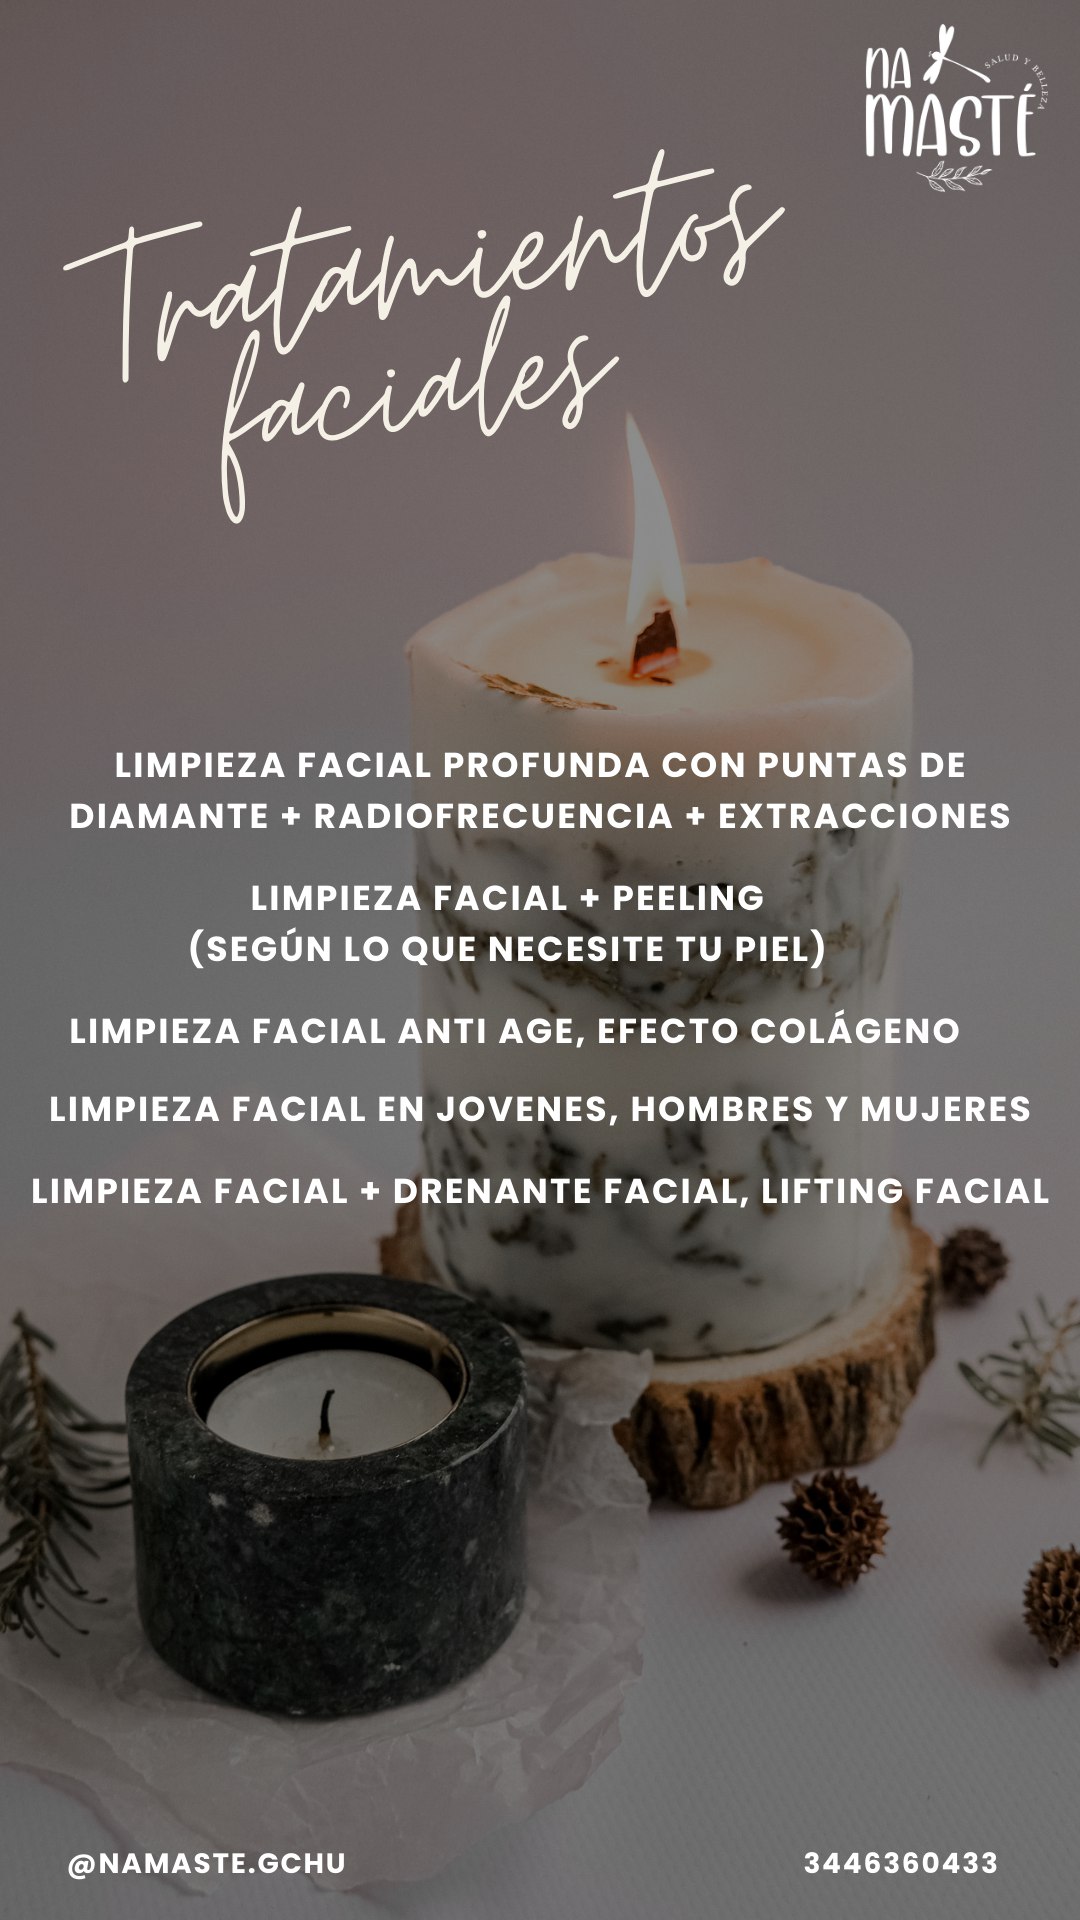 NA
MASTÉ
SALUD Y BELLEZA
Tratamientos
faciales
LIMPIEZA FACIAL PROFUNDA CON PUNTAS DE
DIAMANTE + RADIOFRECUENCIA + EXTRACCIONES
LIMPIEZA FACIAL + PEELING
(SEGÚN LO QUE NECESITE TU PIEL)
LIMPIEZA FACIAL ANTI AGE, EFECTO COLÁGENO
LIMPIEZA FACIAL EN JOVENES, HOMBRES Y MUJERES
LIMPIEZA FACIAL + DRENANTE FACIAL, LIFTING FACIAL
@NAMASTE.GCHU
3446360433